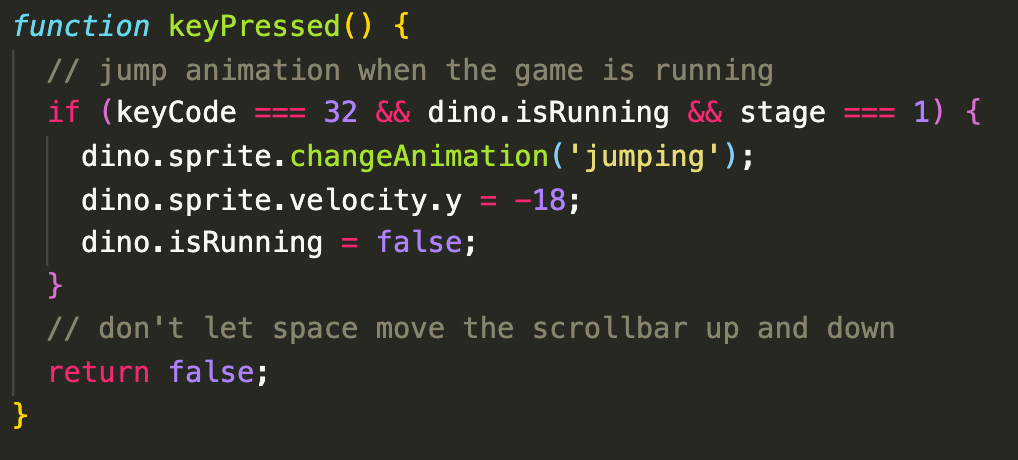 function keyPressed() {
// jump animation when the game is running
if (keyCode === 32 && dino.isRunning && stage === 1) {
dino.sprite.changeAnimation('jumping');
dino.sprite.velocity.y = -18;
dino.isRunning = false;
}
// don't let space move the scrollbar up and down
return false;
}